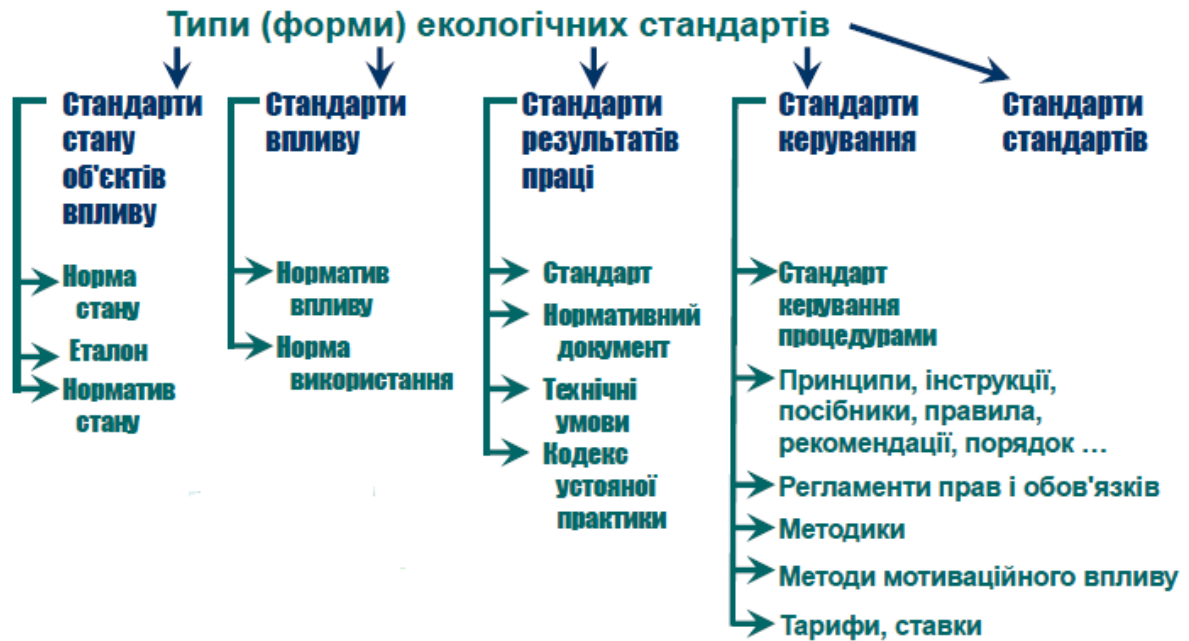 Типи (форми) екологічних стандартів
Стандарти
стану
об'єктів
впливу
Норма
стану
Еталон
Норматив
стану
Стандарти
впливу
Норматив
впливу
Норма
використання
Стандарти
результатів
праці
Стандарт
Нормативний
документ
Технічні
умови
Кодекс
устояної
практики
Стандарти
керування
Стандарт
керування
процедурами
Принципи, інструкції,
посібники, правила,
рекомендації, порядок ...
Регламенти прав і обов'язків
Методики
Методи мотиваційного впливу
Тарифи, ставки
Стандарти
стандартів